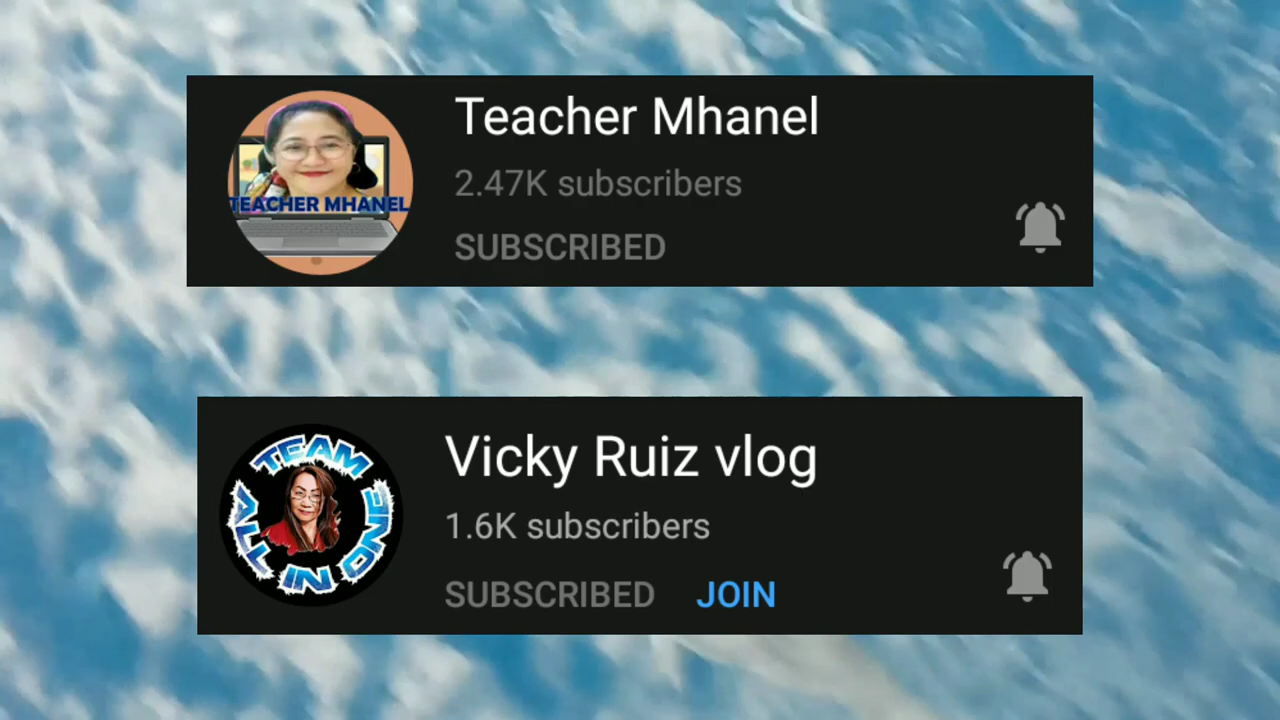 Teacher Mhanel
2.47K subscribers
TEACHER MHANEL
SUBSCRIBED
Vicky Ruiz vlog
TEAM
ALL IN ONE
1.6K subscribers
SUBSCRIBED JOIN